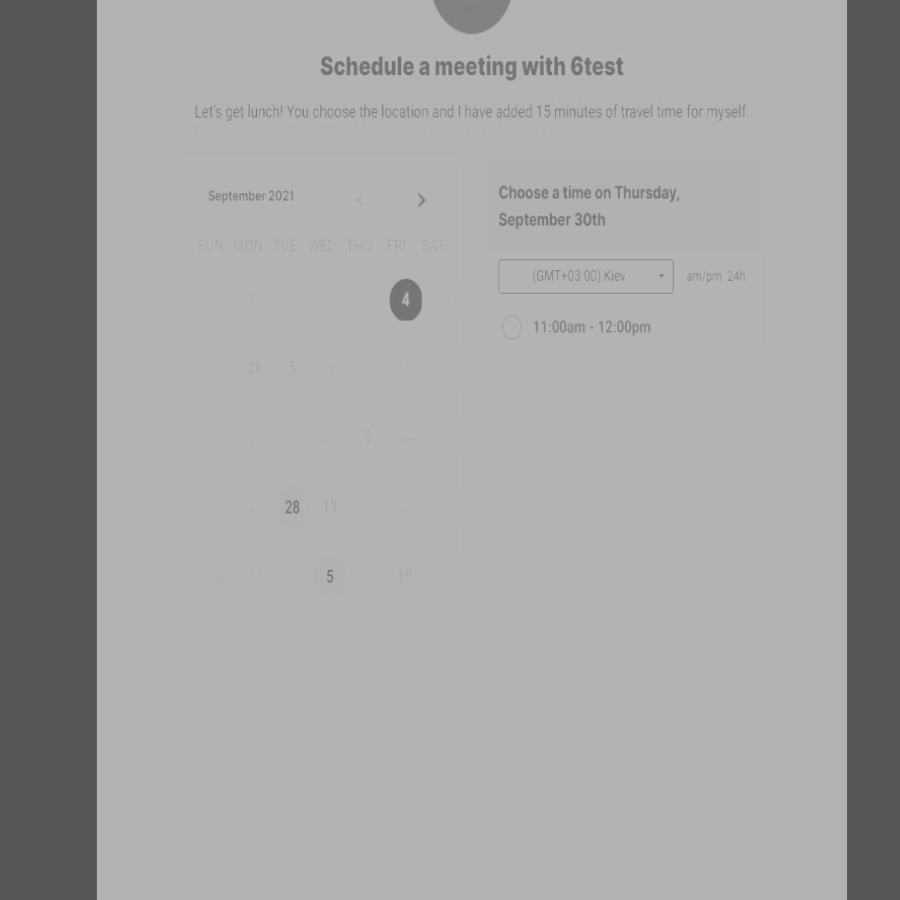 Schedule a meeting with 6test
Let's get lunch! You choose the location and I have added 15 minutes of travel time for myself.
September 2021
SUN MON TUE WED THU FRI SAT
4
28 5
5
28 19
5 19
Choose a time on Thursday,
September 30th
(GMT+03:00) Kiev am/pm 24h
11:00am - 12:00pm